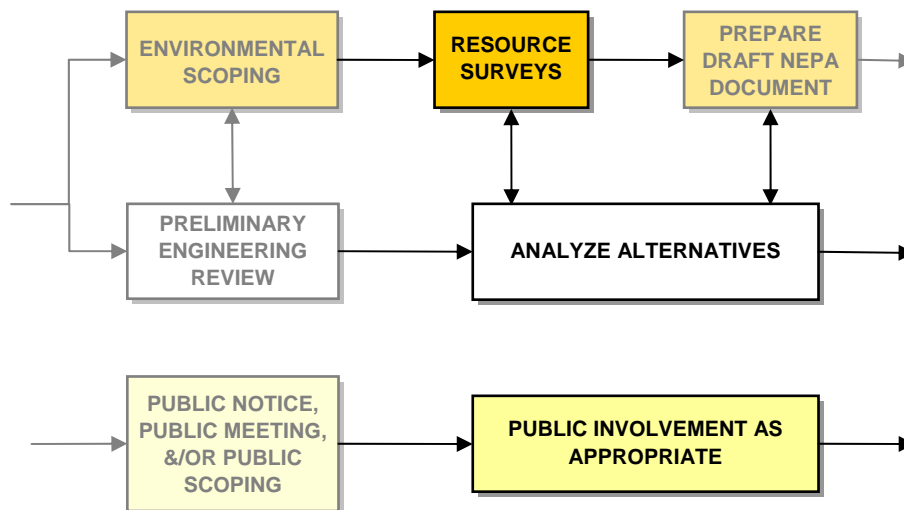 ENVIRONMENTAL
SCOPING
RESOURCE
SURVEYS
PREPARE
DRAFT NEPA
DOCUMENT
PRELIMINARY
ENGINEERING
REVIEW
ANALYZE ALTERNATIVES
PUBLIC NOTICE,
PUBLIC MEETING,
&/OR PUBLIC
SCOPING
PUBLIC INVOLVEMENT AS
APPROPRIATE